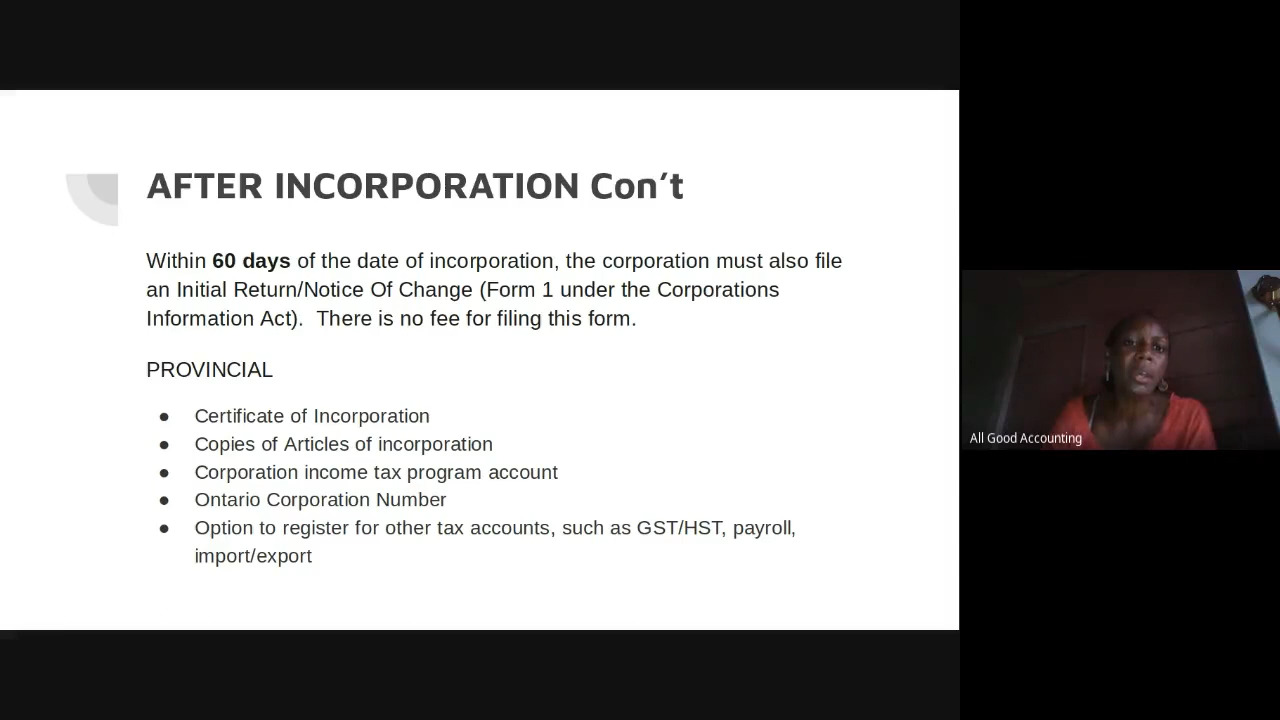 AFTER INCORPORATION Con´t
Within 60 days of the date of incorporation, the corporation must also file
an Initial Return/Notice Of Change (Form 1 under the Corporations
Information Act).  There is no fee for filing this form.
PROVINCIAL
● Certificate of Incorporation
● Copies of Articles of incorporation
● Corporation income tax program account
● Ontario Corporation Number
● Option to register for other tax accounts, such as GST/HST, payroll,
import/export
All Good Accounting